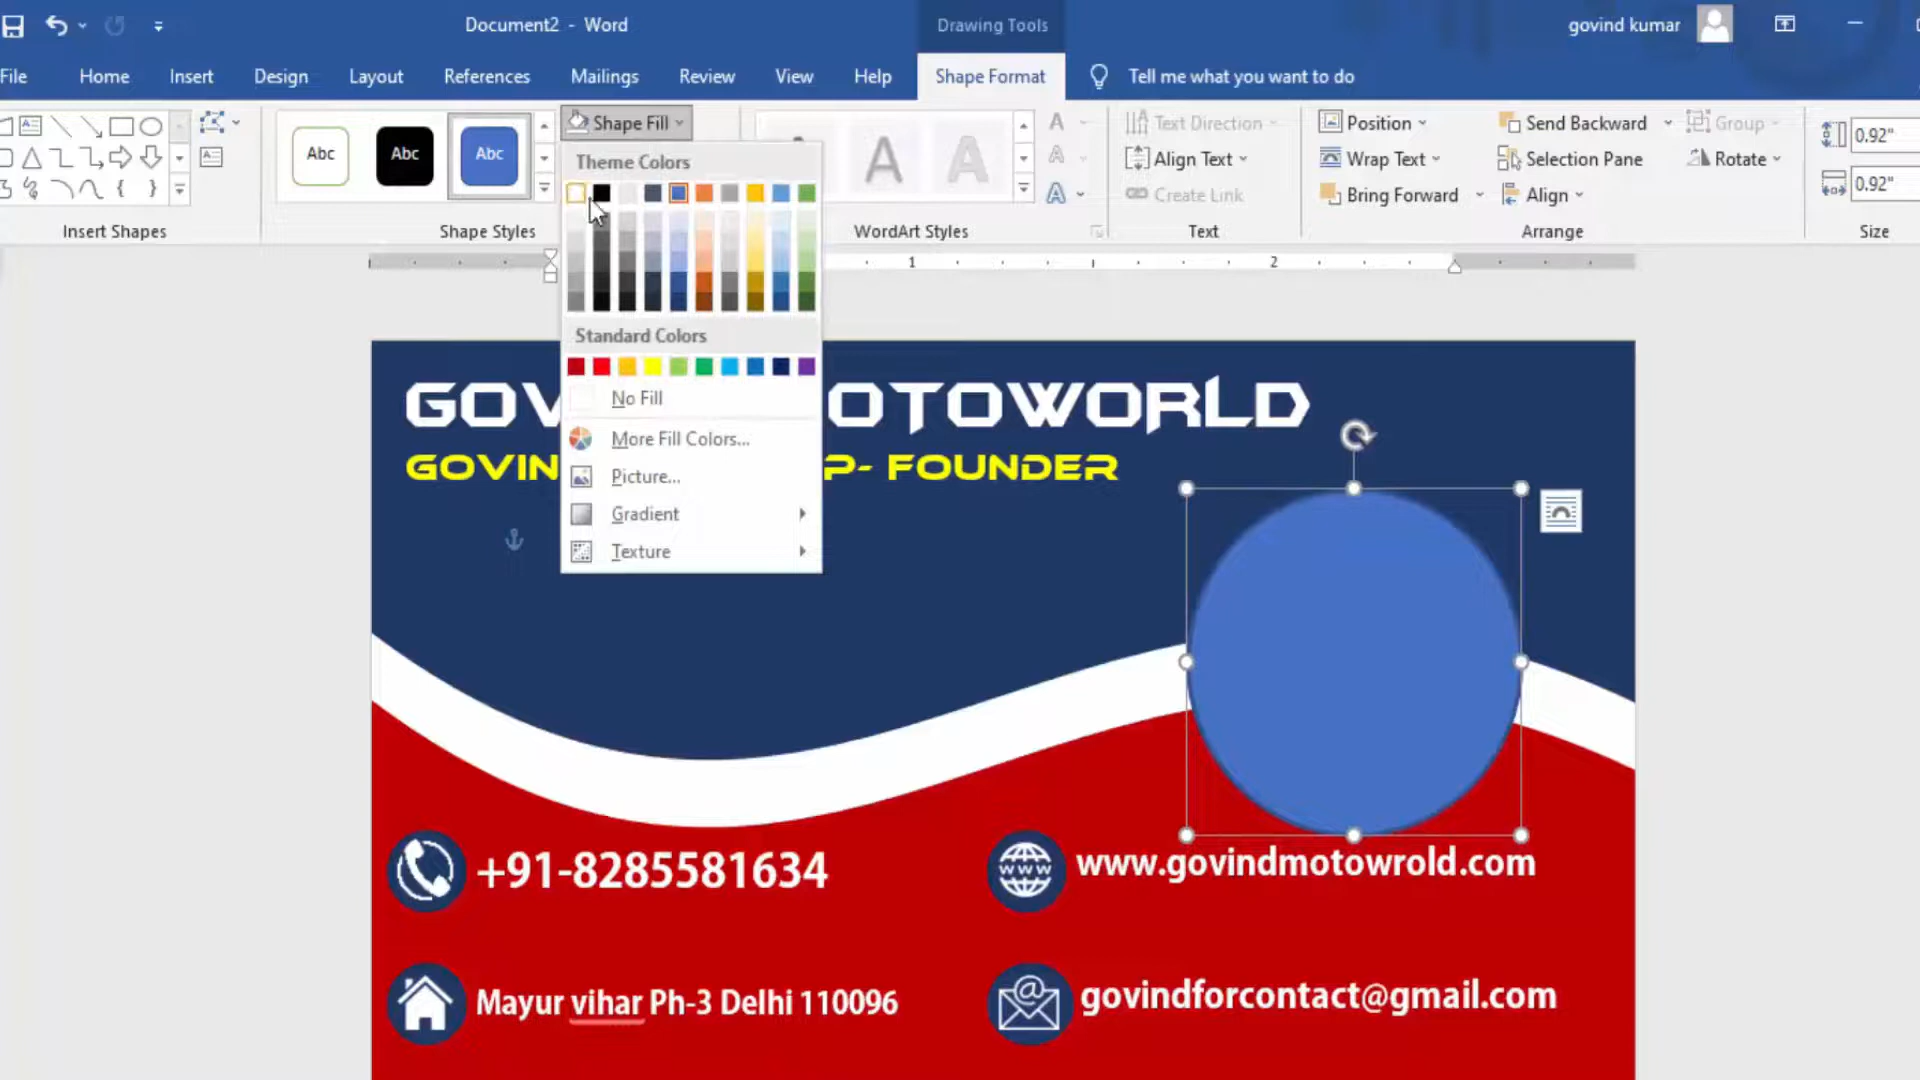 Document2 - Word
Drawing Tools
govind kumar
File Home Insert Design Layout References Mailings Review View Help Shape Format Tell me what you want to do
Abc Abc Abc
Shape Fill
Text Direction
Position
Send Backward
Group
0.92"
Align Text
Wrap Text
Selection Pane
Rotate
Create Link
Bring Forward
Align
0.92"
Insert Shapes
Shape Styles
WordArt Styles
Text
Arrange
Size
Theme Colors
Standard Colors
No Fill
More Fill Colors...
Picture...
Gradient
Texture
1 2
GOV OTOWORLD
GOVIN P- FOUNDER
+91-8285581634
www.govindmotowrold.com
Mayur vihar Ph-3 Delhi 110096
govindforcontact@gmail.com